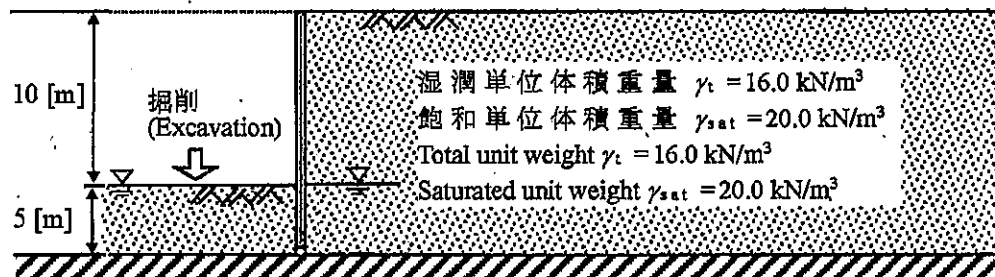 10 [m]
掘削
(Excavation)
5 [m]
湿潤単位体積重量 γt =16.0 kN/m³
飽和単位体積重量 γsat =20.0 kN/m³
Total unit weight γt =16.0 kN/m³
Saturated unit weight γsat =20.0 kN/m³